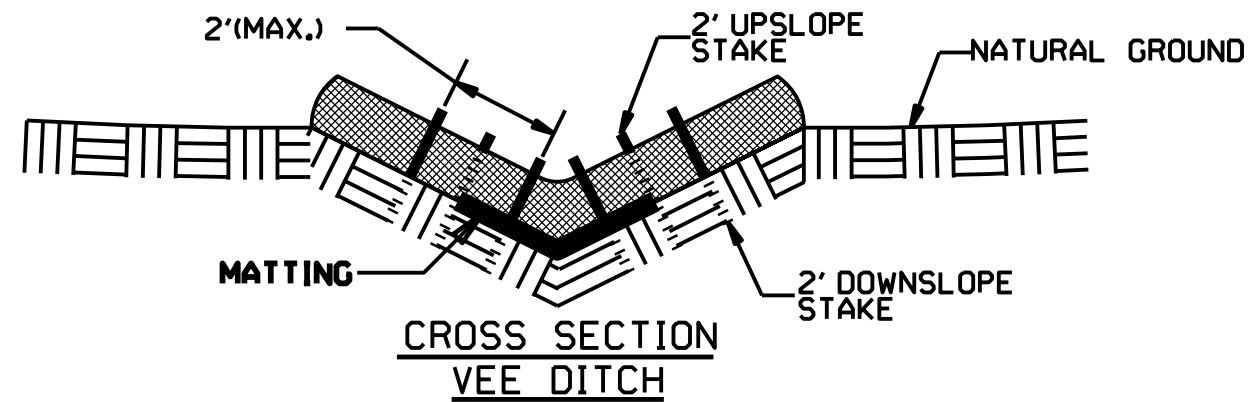 2'(MAX.)
2' UPSLOPE
STAKE
NATURAL GROUND
MATTING
2' DOWNSLOPE
STAKE
CROSS SECTION
VEE DITCH